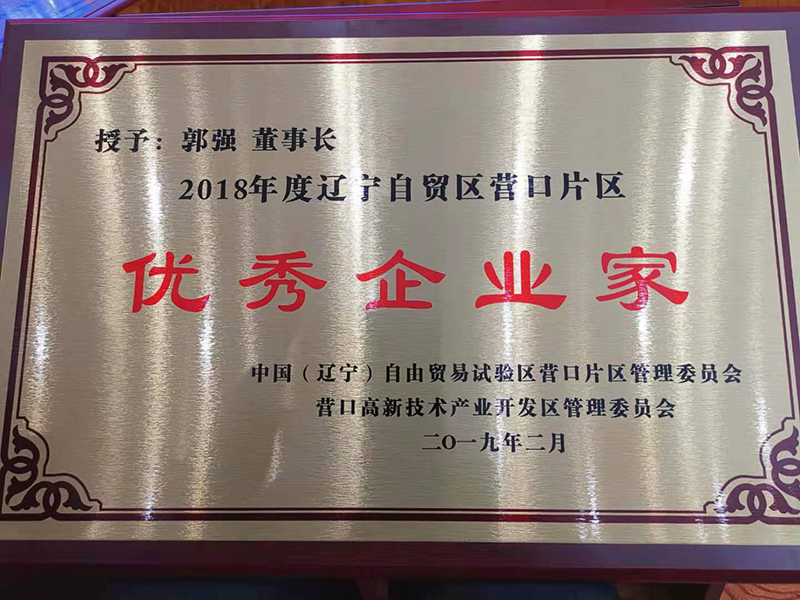 授予：郭强 董事长
2018年度辽宁自贸区营口片区
优秀企业家
中国（辽宁）自由贸易试验区营口片区管理委员会
营口高新技术产业开发区管理委员会
二O一九年二月